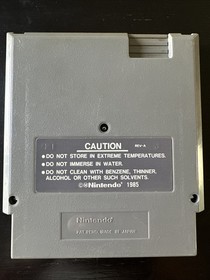 CAUTION
REV-A
● DO NOT STORE IN EXTREME TEMPERATURES.
● DO NOT IMMERSE IN WATER.
● DO NOT CLEAN WITH BENZENE, THINNER,
ALCOHOL OR OTHER SUCH SOLVENTS.
©®Nintendo® 1985
Nintendo
MADE IN JAPAN